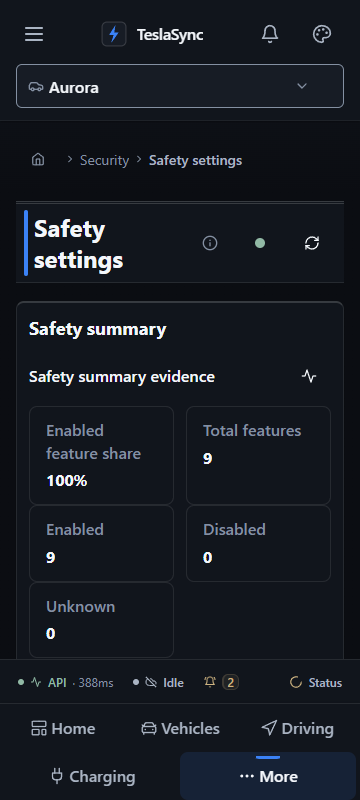 TeslaSync
Aurora
Security
Safety settings
Safety
settings
Safety summary
Safety summary evidence
Enabled
feature share
100%
Total features
9
Enabled
9
Disabled
0
Unknown
0
API · 388ms
Idle
2
Status
Home
Vehicles
Driving
Charging
More